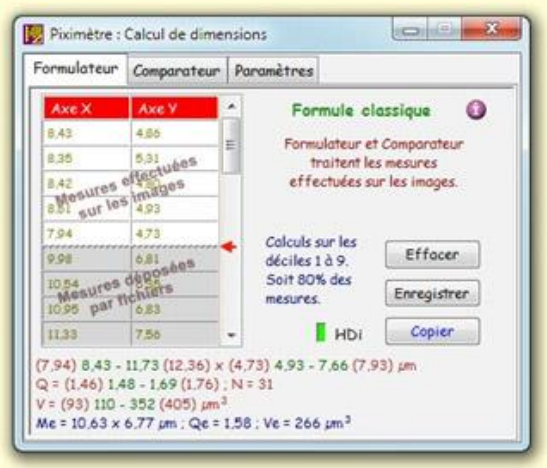 Piximètre : Calcul de dimensions
Formulateur Comparateur Paramètres
Axe X Axe Y
8,43 4,86
8,35 5,31
8,42
8,51 4,93
7,94 4,73
Mesures effectuées
sur les images
9,98 6,81
10,54
10,95 6,83
11,33 7,56
Mesures déposées
par fichiers
Formule classique
Formulateur et Comparateur
traitent les mesures
effectuées sur les images.
Calculs sur les
déciles 1 à 9.
Soit 80% des
mesures.
Effacer
Enregistrer
HDi
Copier
(7,94) 8,43 - 11,73 (12,36) × (4,73) 4,93 - 7,66 (7,93) µm
Q = (1,46) 1,48 - 1,69 (1,76) ; N = 31
V = (93) 110 - 352 (405) µm³
Me = 10,63 x 6,77 µm ; Qe = 1,58 ; Ve = 266 µm³